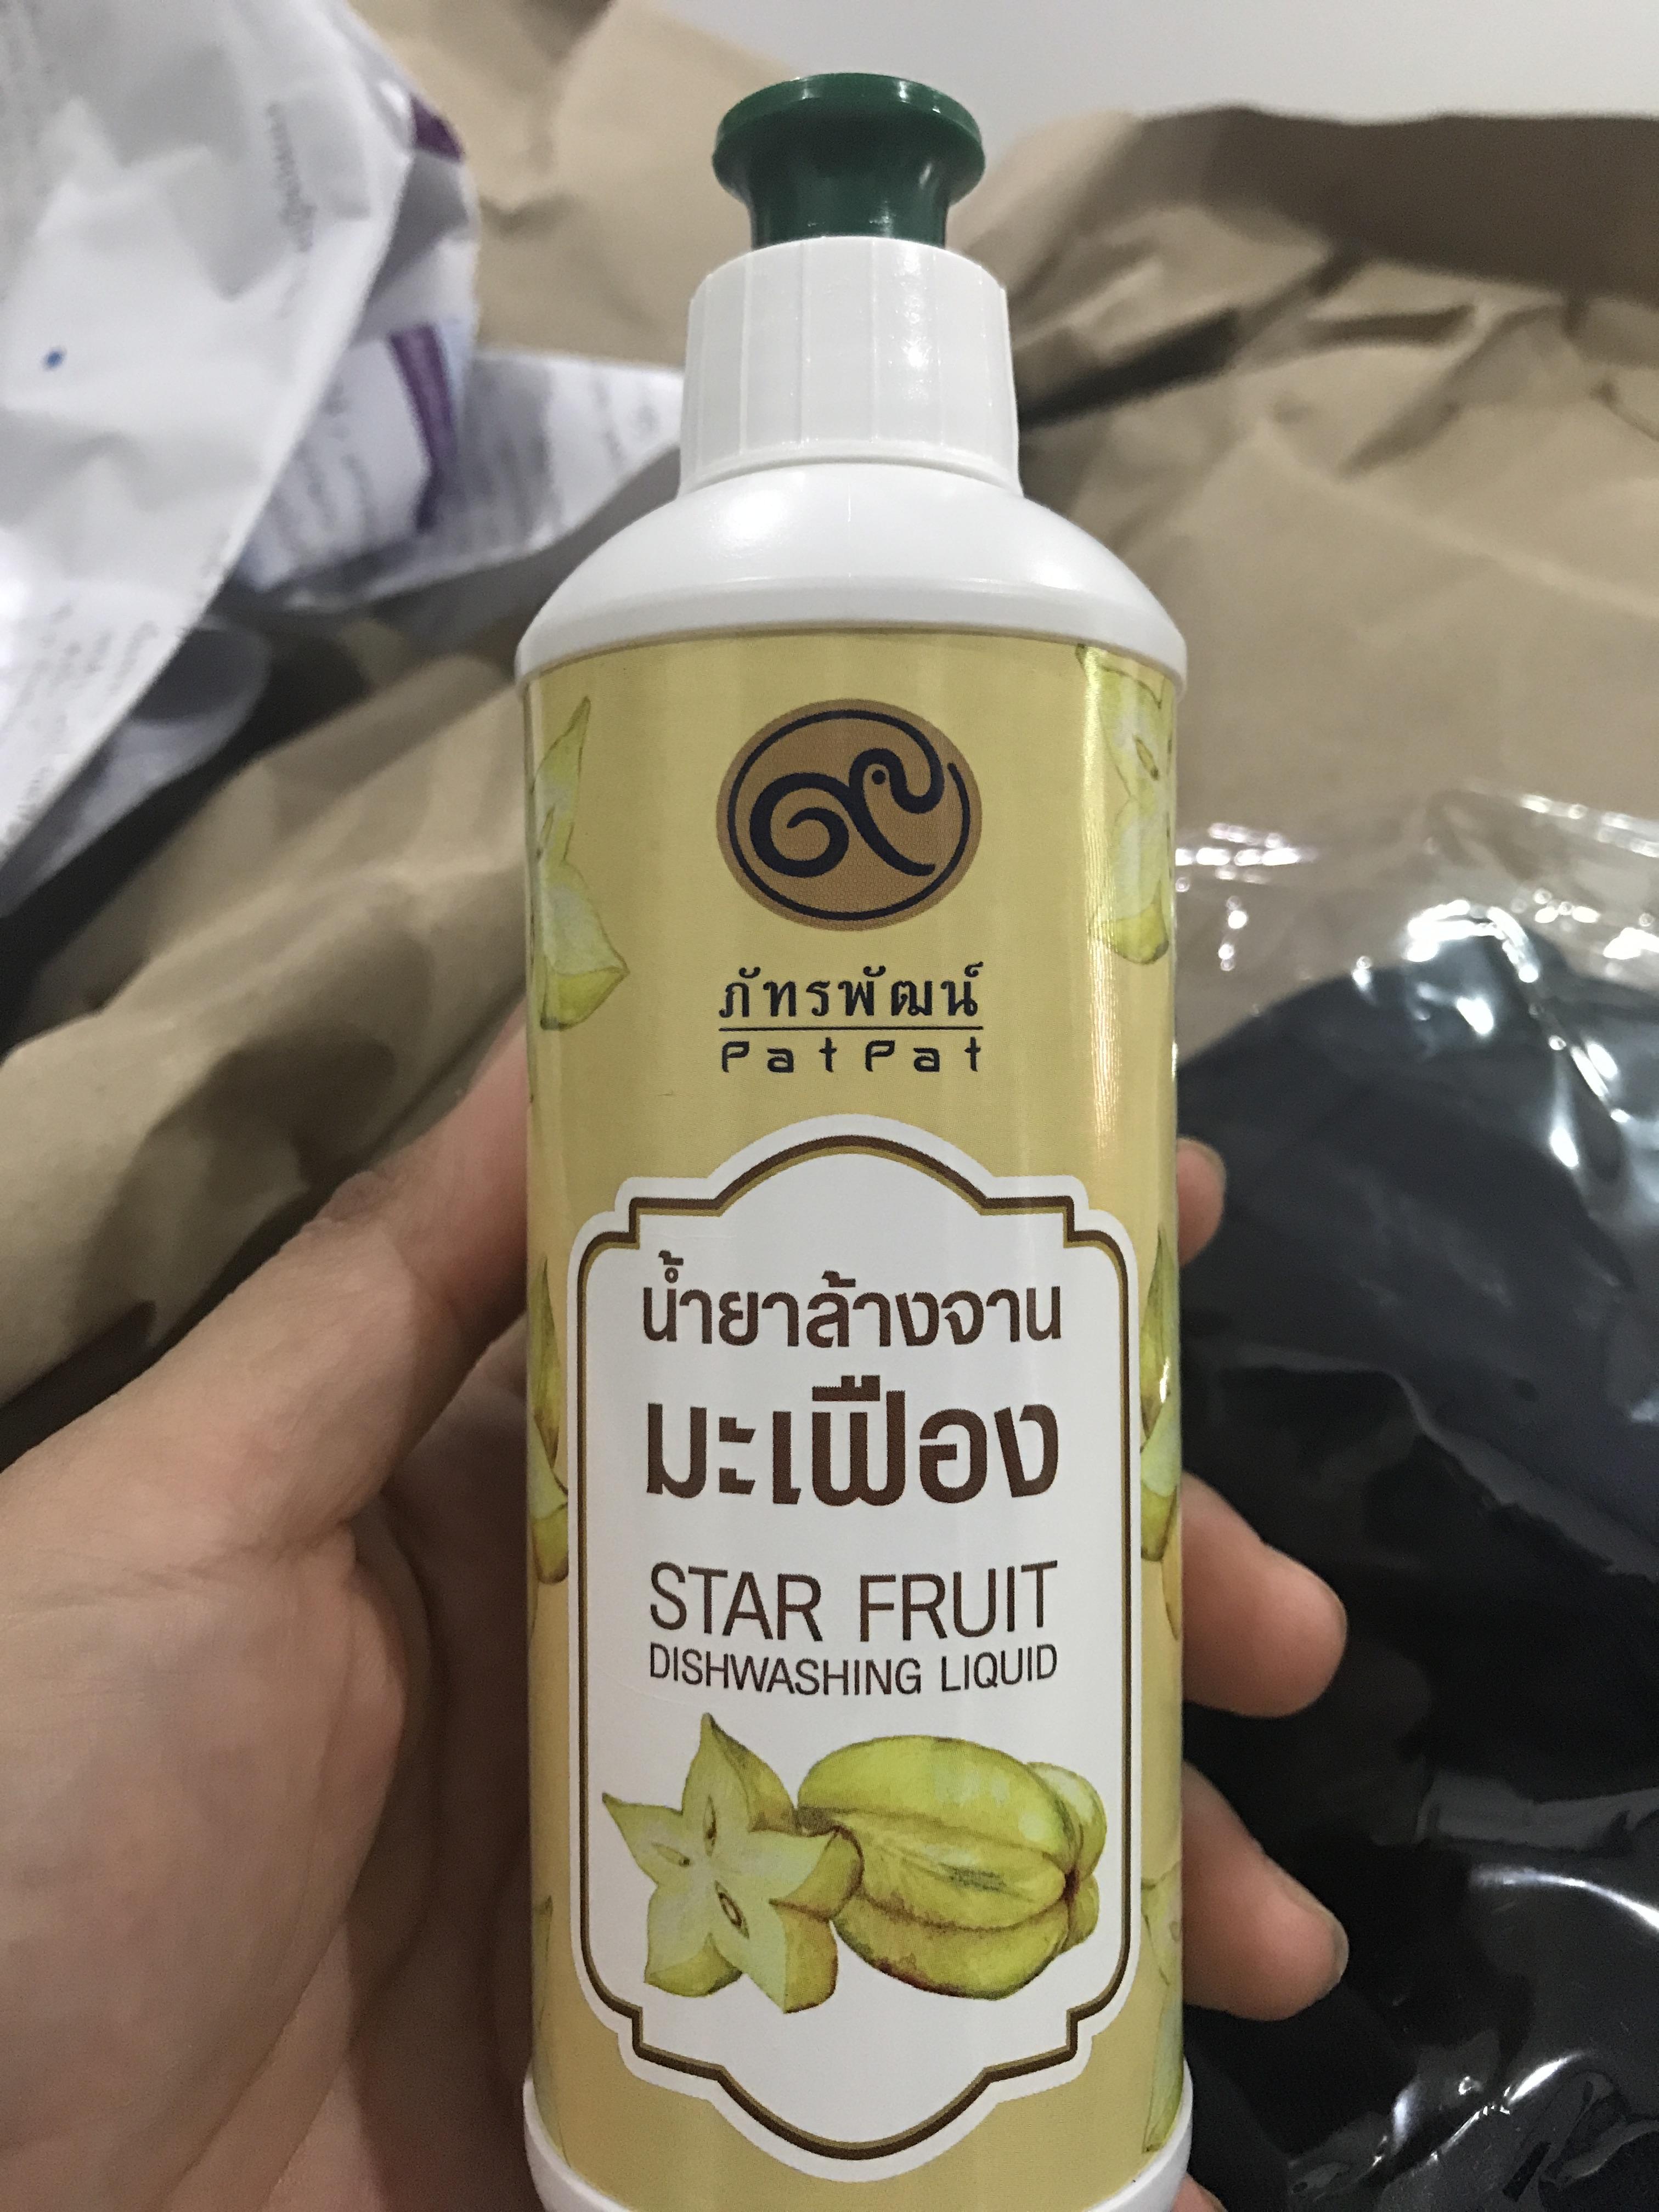 ภัทรพัฒน์
PatPat
น้ำยาล้างจาน
มะเฟือง
STAR FRUIT
DISHWASHING LIQUID